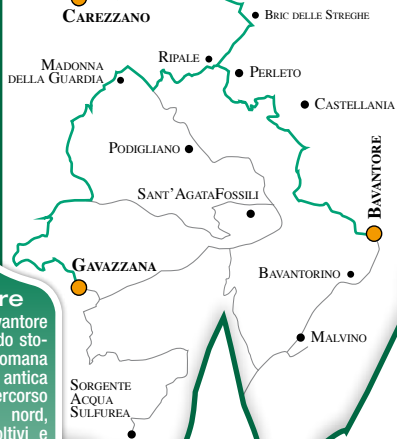 CAREZZANO
BRIC DELLE STREGHE
RIPALE
MADONNA
DELLA GUARDIA
PERLETO
CASTELLANIA
PODIGLIANO
SANT'AGATAFOSSILI
BAVANTORE
GAVAZZANA
BAVANTORINO
MALVINO
SORGENTE
ACQUA
SULFUREA
re
vantore
do sto-
omana
antica
ercorso
nord,
oltivi e